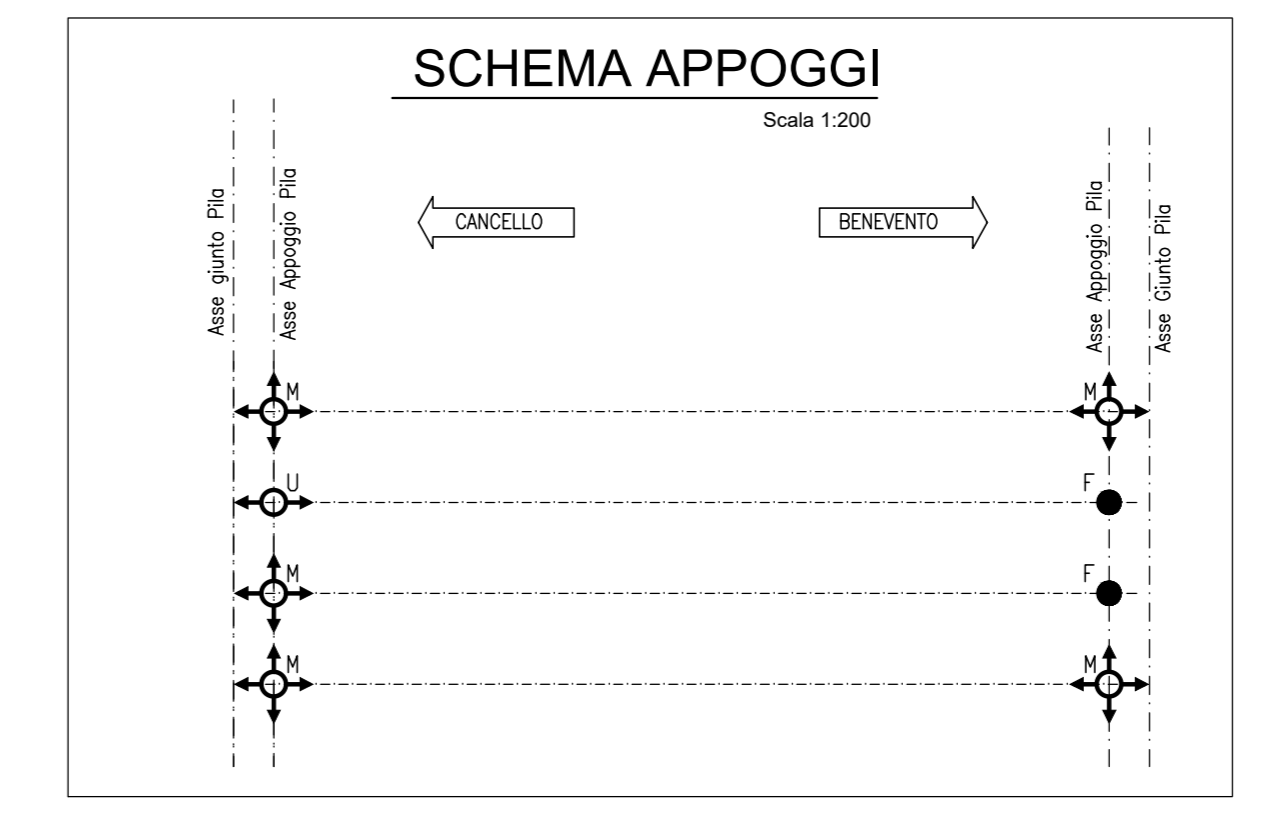 SCHEMA APPOGGI
Scala 1:200
Asse giunto Pila
Asse Appoggio Pila
CANCELLO
BENEVENTO
Asse Appoggio Pila
Asse Giunto Pila
M
M
U
F
M
F
M
M